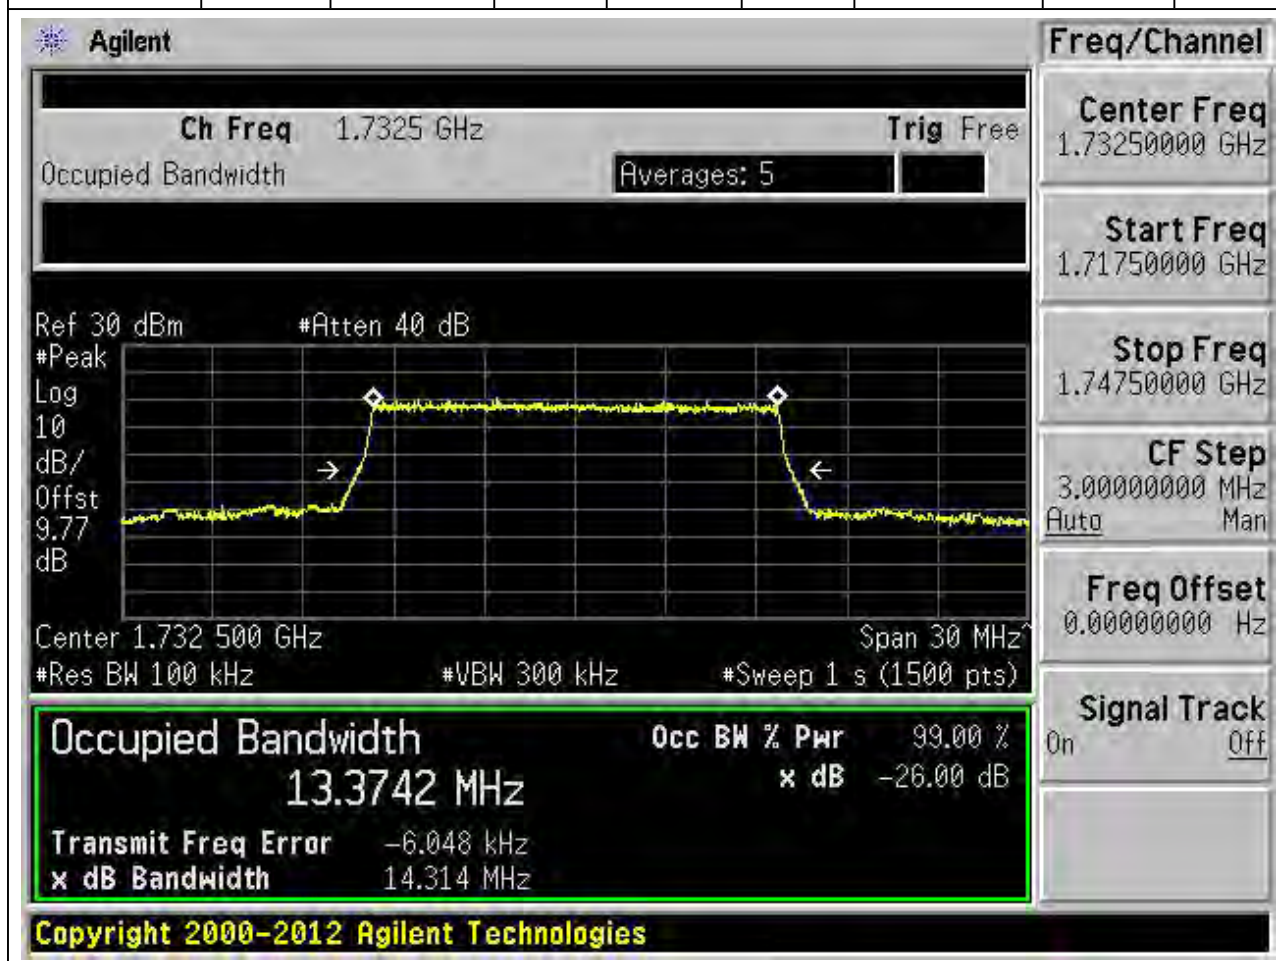 Agilent
Freq/Channel
Ch Freq 1.7325 GHz Trig Free
Occupied Bandwidth Averages: 5
Center Freq
1.73250000 GHz
Start Freq
1.71750000 GHz
Stop Freq
1.74750000 GHz
CF Step
3.00000000 MHz
Auto Man
Freq Offset
0.00000000 Hz
Signal Track
On Off
Ref 30 dBm #Atten 40 dB
#Peak
Log
10
dB/
Offst
9.77
dB
Center 1.732 500 GHz Span 30 MHz^
#Res BW 100 kHz #VBW 300 kHz #Sweep 1 s (1500 pts)
Occupied Bandwidth Occ BW % Pwr 99.00 %
13.3742 MHz x dB -26.00 dB
Transmit Freq Error -6.048 kHz
x dB Bandwidth 14.314 MHz
Copyright 2000-2012 Agilent Technologies